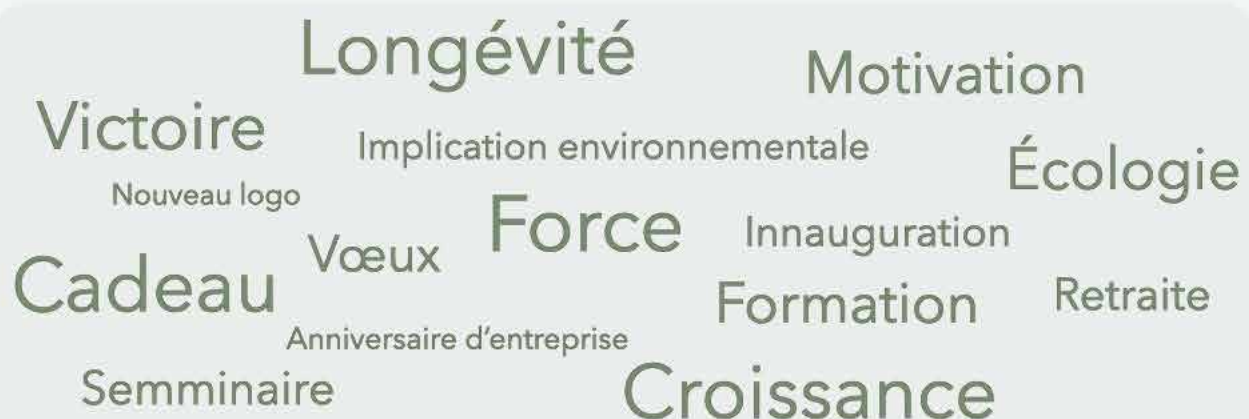 Longévité
Motivation
Victoire
Implication environnementale
Écologie
Nouveau logo
Force
Innauguration
Vœux
Cadeau
Formation
Retraite
Anniversaire d’entreprise
Semminaire
Croissance